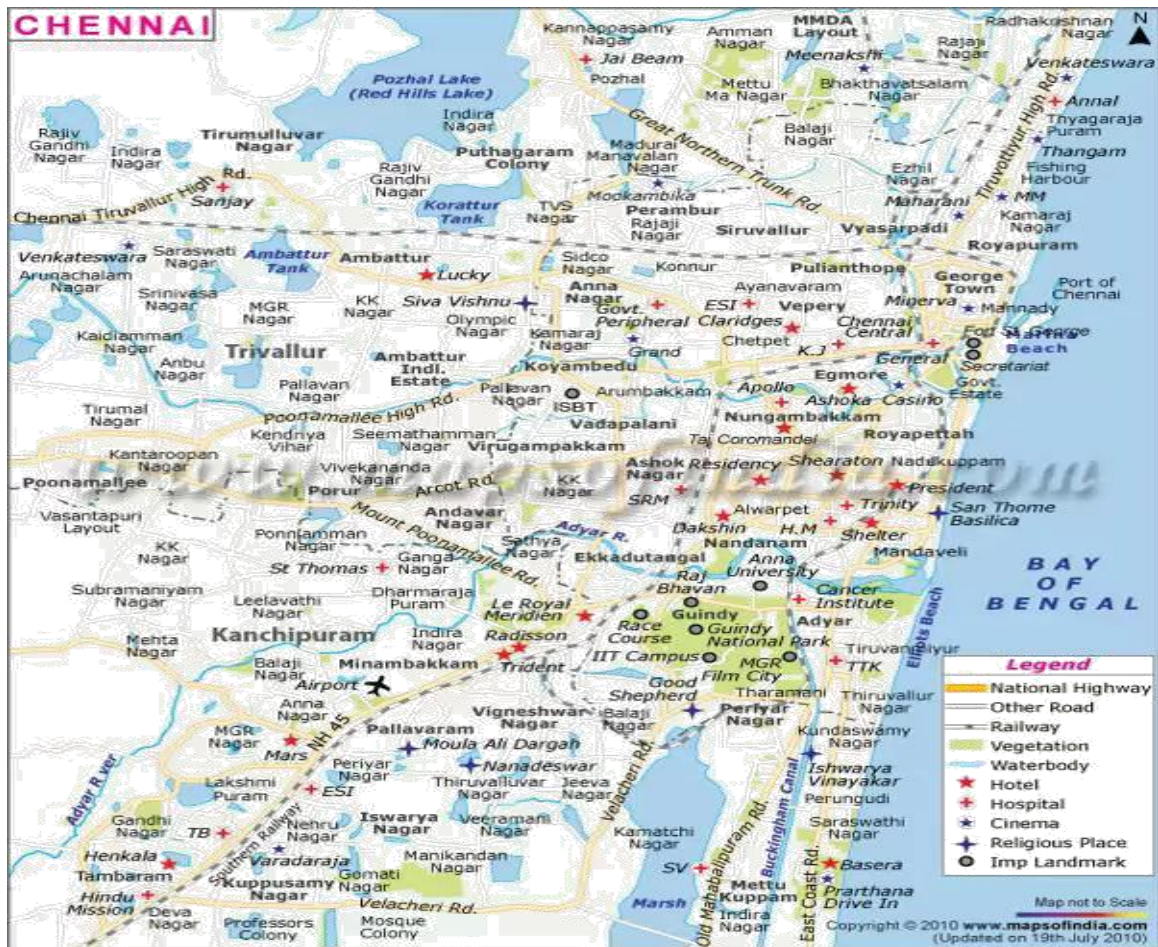 CHENNAI
N
Kannappasamy
Nagar
Jai Beam
Pozhal
Amman
Nagar
MMDA
Layout
Meenakshi
Radhakrishnan
Nagar
Rajaji
Nagar
Venkateswara
Pozhal Lake
(Red Hills Lake)
Mettu
Ma Nagar
Bhakthavatsalam
Nagar
Annal
Thyagaraja
Puram
Thangam
Rajiv
Gandhi
Nagar
Indira
Nagar
Tirumulluvar
Nagar
Indira
Nagar
Puthagaram
Colony
Great Northern Trunk Rd.
Balaji
Nagar
Tiruvottiyur High Rd.
Fishing
Harbour
Madurai
Manavalan
Nagar
Mookambika
Ezhil
Nagar
Maharani
MM
Kamaraj
Nagar
Rajiv
Gandhi
Nagar
Chennai Tiruvallur High Rd.
Sanjay
Korattur
Tank
TVS
Nagar
Perambur
Rajaji
Nagar
Siruvallur
Vyasarpadi
Royapuram
Venkateswara
Arunachalam
Nagar
Saraswati
Nagar
Ambattur
Tank
Ambattur
Lucky
Sidco
Nagar
Konnur
Pulianthope
George
Town
Port of
Chennai
Srinivasa
Nagar
MGR
Nagar
KK
Nagar
Siva Vishnu
Olympic
Nagar
Anna
Nagar
Govt.
Peripheral
Ayanavaram
ESI
Vepery
Claridges
Minerva
Mannady
Kaidiamman
Nagar
Kamaraj
Nagar
Grand
Chetpet
K.J
Chennai
Central
General
Fort St. George
Marina
Beach
Secretariat
Trivallur
Anbu
Nagar
Ambattur
Indl.
Estate
Koyambedu
Egmore
Govt.
Estate
Pallavan
Nagar
Pallavan
Nagar
ISBT
Arumbakkam
Apollo
Ashoka
Casino
Poonamallee High Rd.
Tirumal
Nagar
Vadapalani
Nungambakkam
Kendriya
Vihar
Seemathamman
Nagar
Virugampakkam
Taj Coromandel
Royapettah
Kantaroopan
Nagar
Vivekananda
Nagar
Ashok
Nagar
Residency
Shearaton
Nadukuppam
Poonamallee
Porur
Arcot Rd.
KK
Nagar
SRM
President
Vasantapuri
Layout
Andavar
Nagar
Alwarpet
Trinity
San Thome
Basilica
Mount Poonamallee Rd.
Ponniamman
Nagar
Adyar R.
Dakshin
H.M
Shelter
KK
Nagar
Ganga
Nagar
Sathya
Nagar
Ekkadutangal
Nandanam
Mandaveli
St Thomas
Anna
University
BAY
OF
BENGAL
Subramaniyam
Nagar
Leelavathi
Nagar
Dharmaraja
Puram
Le Royal
Meridien
Raj
Bhavan
Cancer
Institute
Elliots Beach
Kanchipuram
Indira
Nagar
Radisson
Race
Course
Guindy
Guindy
National Park
Adyar
Mehta
Nagar
Balaji
Nagar
Minambakkam
Trident
IIT Campus
MGR
Film City
Tiruvanmiyur
TTK
Airport
Good
Shepherd
Tharamani
Thiruvallur
Nagar
Anna
Nagar
Vigneshwar
Nagar
Balaji
Nagar
Periyar
Nagar
MGR
Nagar
Mars
NH 45
Pallavaram
Moula Ali Dargah
Kundaswamy
Nagar
Periyar
Nagar
Nanadeswar
Ishwarya
Vinayakar
Lakshmi
Puram
ESI
Thiruvalluvar
Nagar
Jeeva
Nagar
Velacheri Rd.
Perungudi
Adyar R ver
Gandhi
Nagar
TB
Southern Railway
Nehru
Nagar
Iswarya
Nagar
Veeramani
Nagar
Kamatchi
Nagar
Saraswathi
Nagar
Buckingham Canal
Henkala
Tambaram
Varadaraja
Gomati
Nagar
Manikandan
Nagar
SV
Old Mahabalipuram Rd.
Basera
Hindu
Mission
Kuppusamy
Nagar
Mettu
Kuppam
East Coast Rd.
Prarthana
Drive In
Deva
Nagar
Velacheri Rd.
Marsh
Professors
Colony
Mosque
Colony
Indira
Nagar
Legend
National Highway
Other Road
Railway
Vegetation
Waterbody
Hotel
Hospital
Cinema
Religious Place
Imp Landmark
Map not to Scale
Copyright © 2010 www.mapsofindia.com
(Updated on 19th July 2010)